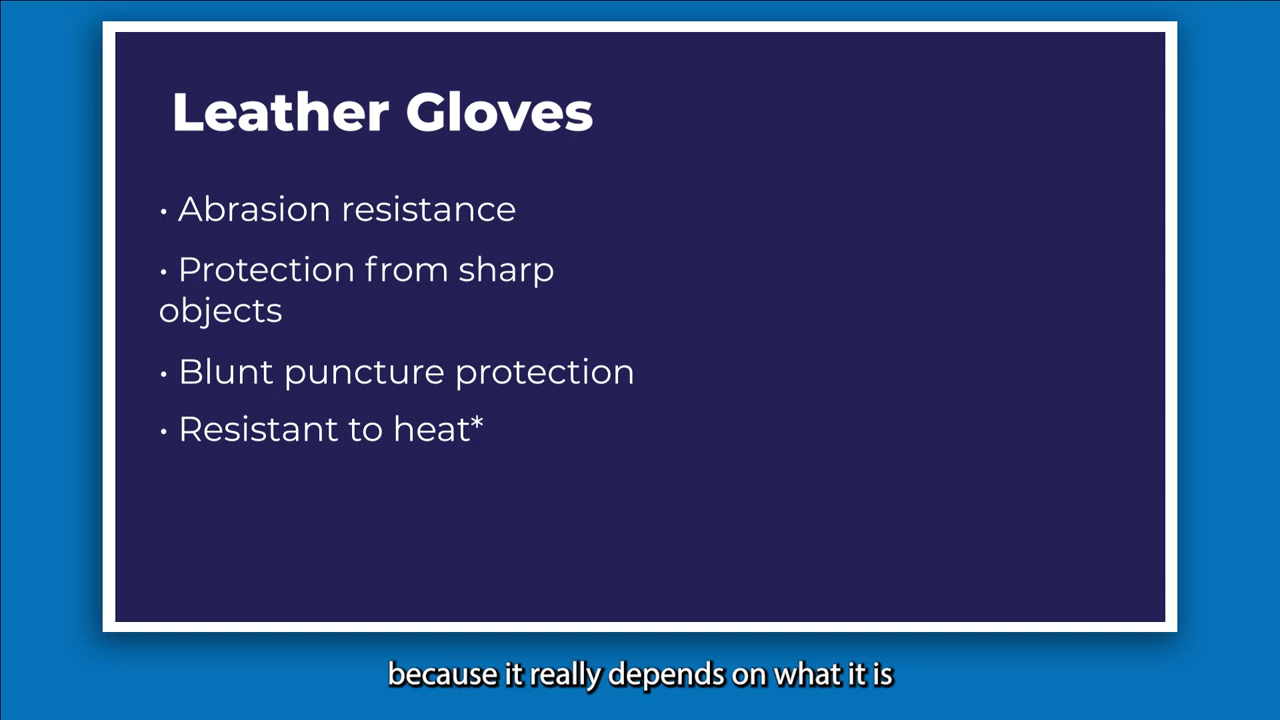 Leather Gloves
• Abrasion resistance
• Protection from sharp
objects
• Blunt puncture protection
• Resistant to heat*
because it really depends on what it is